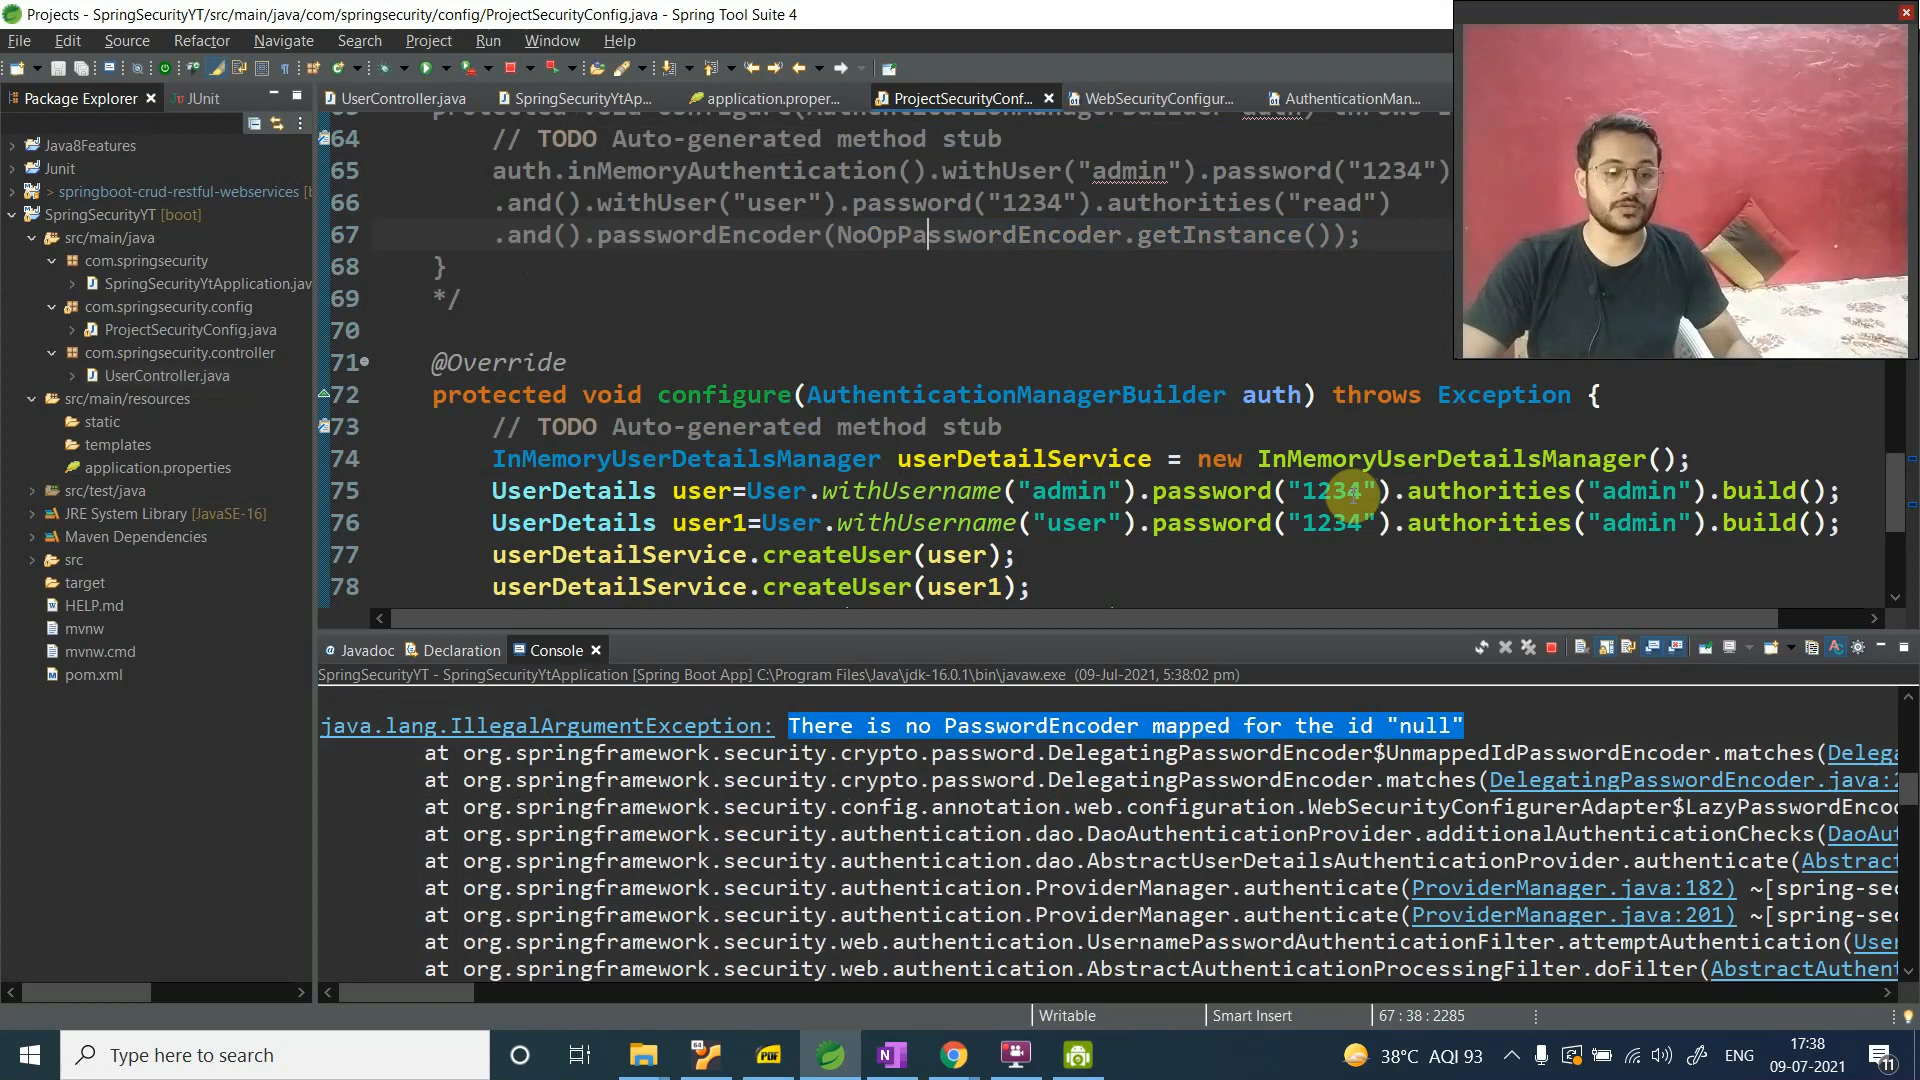 Projects - SpringSecurityYT/src/main/java/com/springsecurity/config/ProjectSecurityConfig.java - Spring Tool Suite 4
File Edit Source Refactor Navigate Search Project Run Window Help
Package Explorer JUnit
UserController.java SpringSecurityYtAp... application.proper... ProjectSecurityConf... WebSecurityConfigur... AuthenticationMan...
Java8Features
Junit
> springboot-crud-restful-webservices [b
SpringSecurityYT [boot]
src/main/java
com.springsecurity
SpringSecurityYtApplication.jav
com.springsecurity.config
ProjectSecurityConfig.java
com.springsecurity.controller
UserController.java
src/main/resources
static
templates
application.properties
src/test/java
JRE System Library [JavaSE-16]
Maven Dependencies
src
target
HELP.md
mvnw
mvnw.cmd
pom.xml
64 // TODO Auto-generated method stub
65 auth.inMemoryAuthentication().withUser("admin").password("1234")
66 .and().withUser("user").password("1234").authorities("read")
67 .and().passwordEncoder(NoOpPasswordEncoder.getInstance());
68 }
69 */
70
71 @Override
72 protected void configure(AuthenticationManagerBuilder auth) throws Exception {
73 // TODO Auto-generated method stub
74 InMemoryUserDetailsManager userDetailService = new InMemoryUserDetailsManager();
75 UserDetails user=User.withUsername("admin").password("1234").authorities("admin").build();
76 UserDetails user1=User.withUsername("user").password("1234").authorities("admin").build();
77 userDetailService.createUser(user);
78 userDetailService.createUser(user1);
@ Javadoc Declaration Console
SpringSecurityYT - SpringSecurityYtApplication [Spring Boot App] C:\Program Files\Java\jdk-16.0.1\bin\javaw.exe (09-Jul-2021, 5:38:02 pm)
java.lang.IllegalArgumentException: There is no PasswordEncoder mapped for the id "null"
at org.springframework.security.crypto.password.DelegatingPasswordEncoder$UnmappedIdPasswordEncoder.matches(Delega
at org.springframework.security.crypto.password.DelegatingPasswordEncoder.matches(DelegatingPasswordEncoder.java:2
at org.springframework.security.config.annotation.web.configuration.WebSecurityConfigurerAdapter$LazyPasswordEnco
at org.springframework.security.authentication.dao.DaoAuthenticationProvider.additionalAuthenticationChecks(DaoAut
at org.springframework.security.authentication.dao.AbstractUserDetailsAuthenticationProvider.authenticate(Abstract
at org.springframework.security.authentication.ProviderManager.authenticate(ProviderManager.java:182) ~[spring-sec
at org.springframework.security.authentication.ProviderManager.authenticate(ProviderManager.java:201) ~[spring-sec
at org.springframework.security.web.authentication.UsernamePasswordAuthenticationFilter.attemptAuthentication(User
at org.springframework.security.web.authentication.AbstractAuthenticationProcessingFilter.doFilter(AbstractAuthent
Writable Smart Insert 67 : 38 : 2285
Type here to search
38°C AQI 93 ENG 17:38
09-07-2021
11